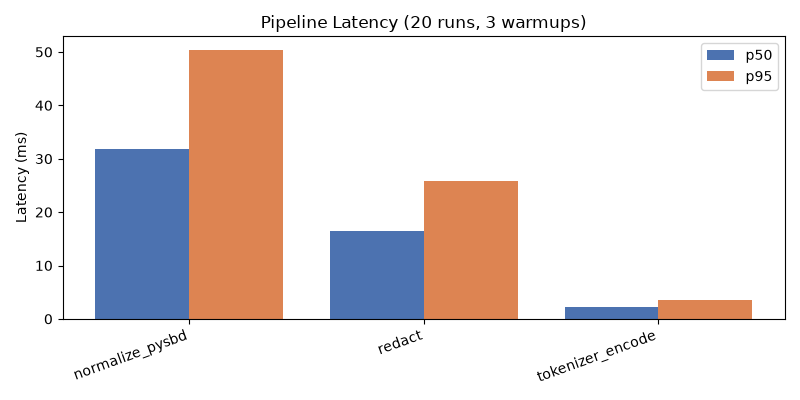 Pipeline Latency (20 runs, 3 warmups)
p50
p95
Latency (ms)
50
40
30
20
10
0
normalize_pysbd
redact
tokenizer_encode